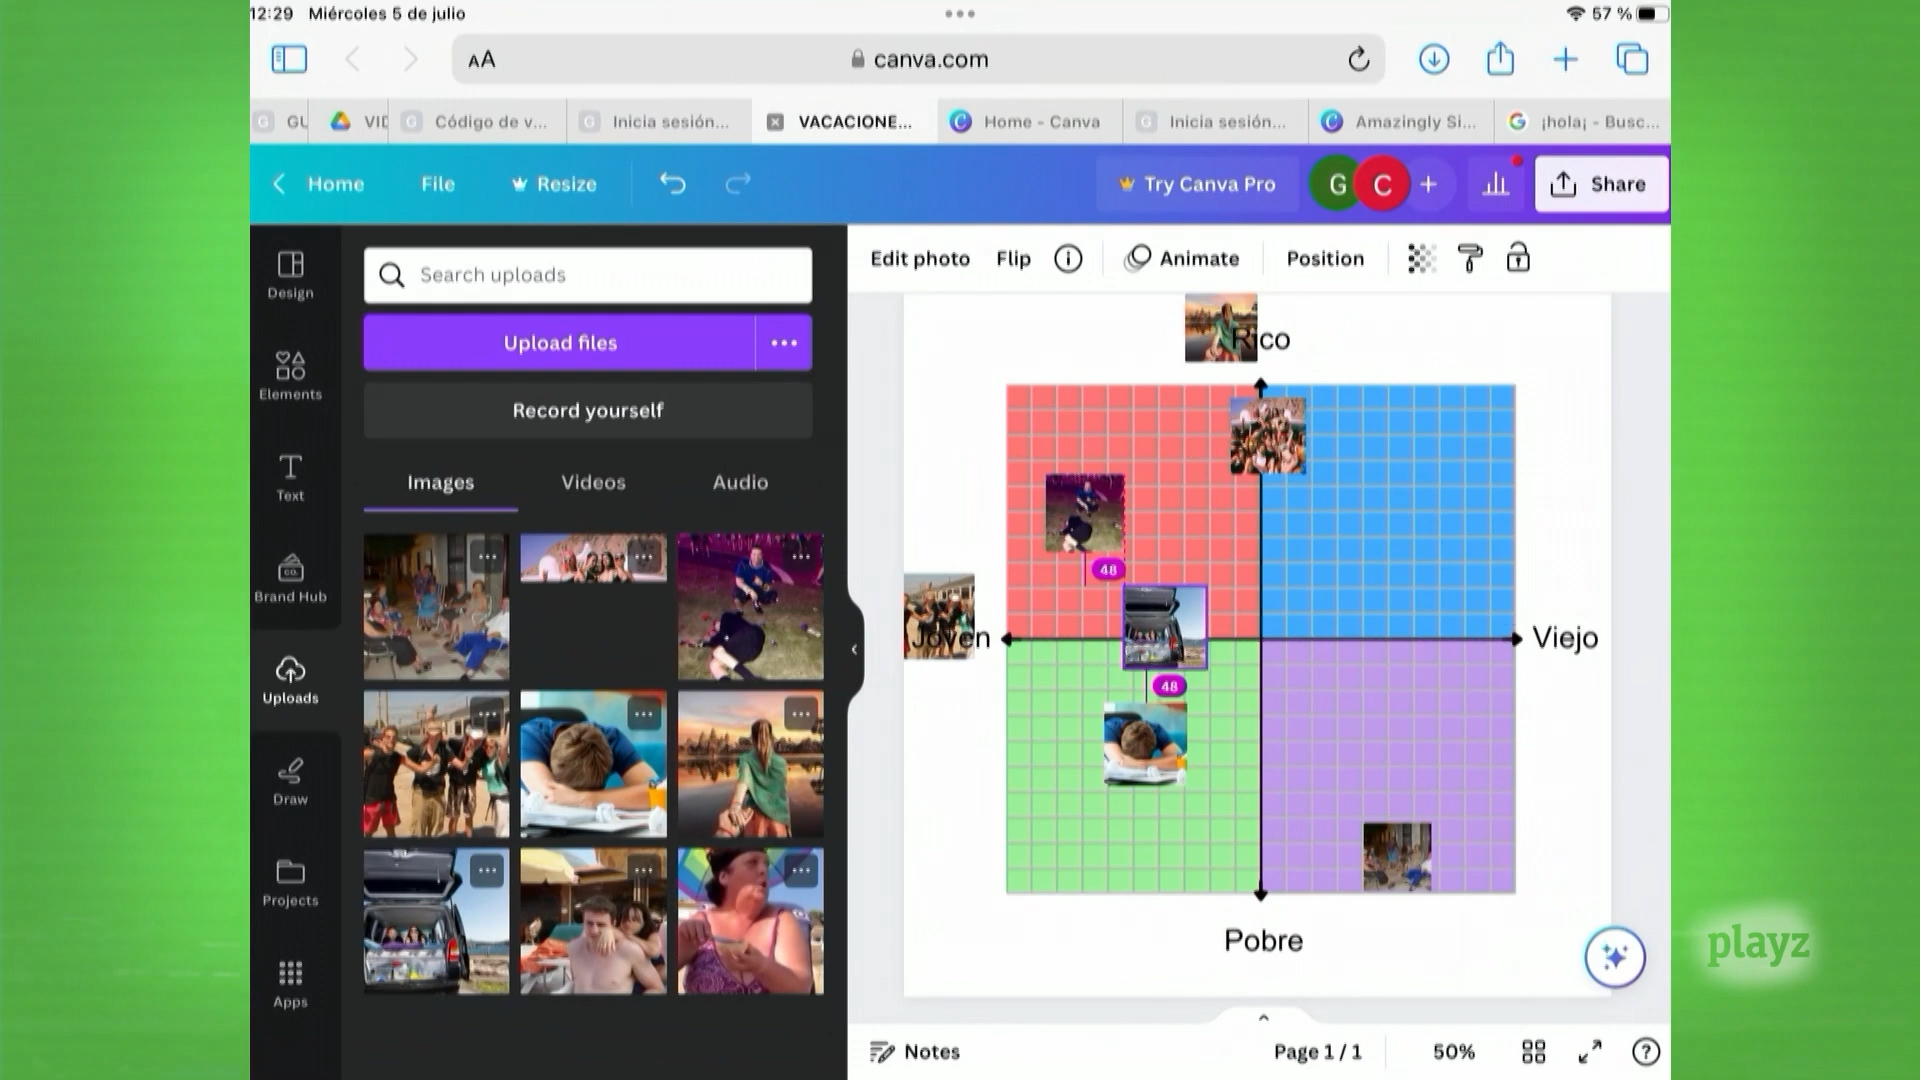 12:29 Miércoles 5 de julio
57 %
AA
canva.com
GU
VID
Código de v...
Inicia sesión...
VACACIONE...
Home - Canva
Inicia sesión...
Amazingly Si...
¡hola¡ - Busc...
Home
File
Resize
Try Canva Pro
G
C
Share
Design
Elements
Text
Brand Hub
Uploads
Draw
Projects
Apps
Search uploads
Upload files
Record yourself
Images
Videos
Audio
Edit photo
Flip
Animate
Position
Rico
48
Joven
Viejo
48
Pobre
playz
Notes
Page 1 / 1
50%